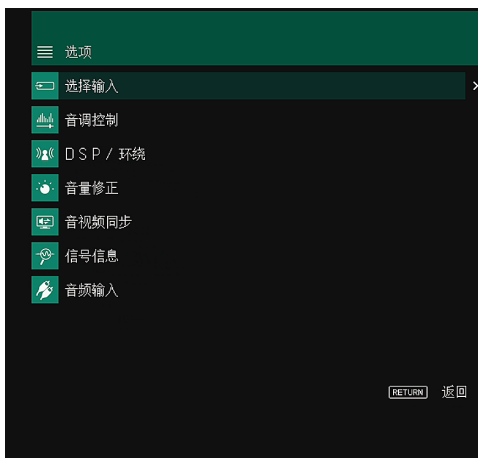 选项
选择输入
音调控制
DSP/环绕
音量修正
音视频同步
信号信息
音频输入
RETURN 返回